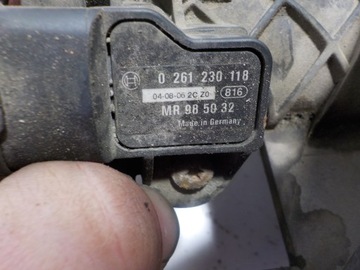 0 261 230 118
04-08-06 2C Z0 816
MR 98 50 32
Made in Germany